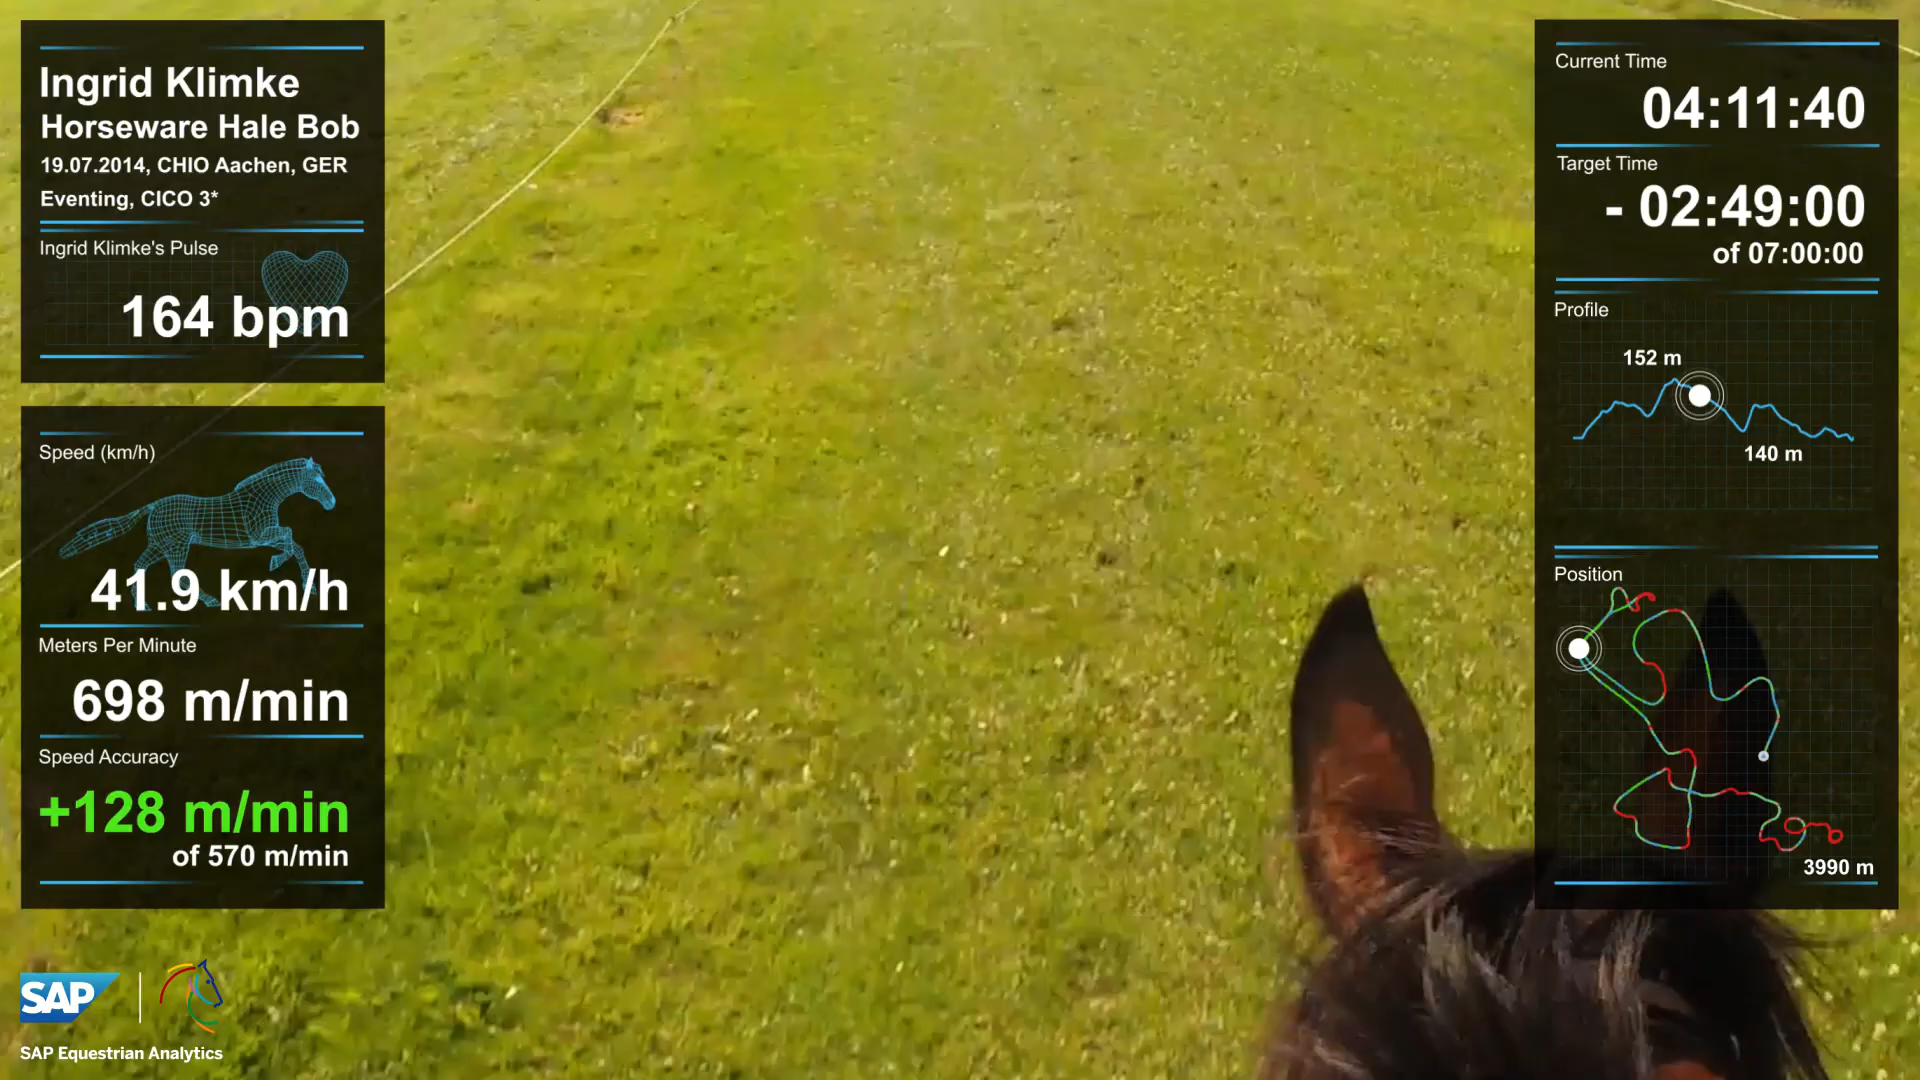 Ingrid Klimke
Horseware Hale Bob
19.07.2014, CHIO Aachen, GER
Eventing, CICO 3*
Ingrid Klimke's Pulse
164 bpm
Speed (km/h)
41.9 km/h
Meters Per Minute
698 m/min
Speed Accuracy
+128 m/min
of 570 m/min
SAP
SAP Equestrian Analytics
Current Time
04:11:40
Target Time
- 02:49:00
of 07:00:00
Profile
152 m
140 m
Position
3990 m